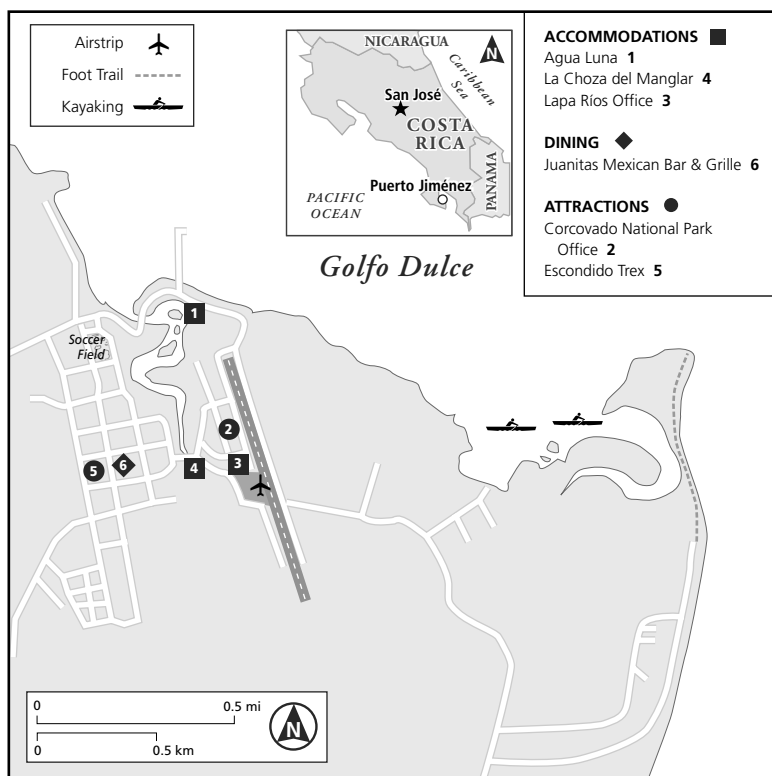 Airstrip
Foot Trail
Kayaking
NICARAGUA
N
Caribbean
Sea
San José
COSTA
RICA
PANAMA
Puerto Jiménez
PACIFIC
OCEAN
ACCOMMODATIONS
Agua Luna 1
La Choza del Manglar 4
Lapa Ríos Office 3
DINING
Juanitas Mexican Bar & Grille 6
ATTRACTIONS
Corcovado National Park
Office 2
Escondido Trex 5
Golfo Dulce
1
Soccer
Field
2
3
4
5
6
0 0.5 mi
0 0.5 km
N